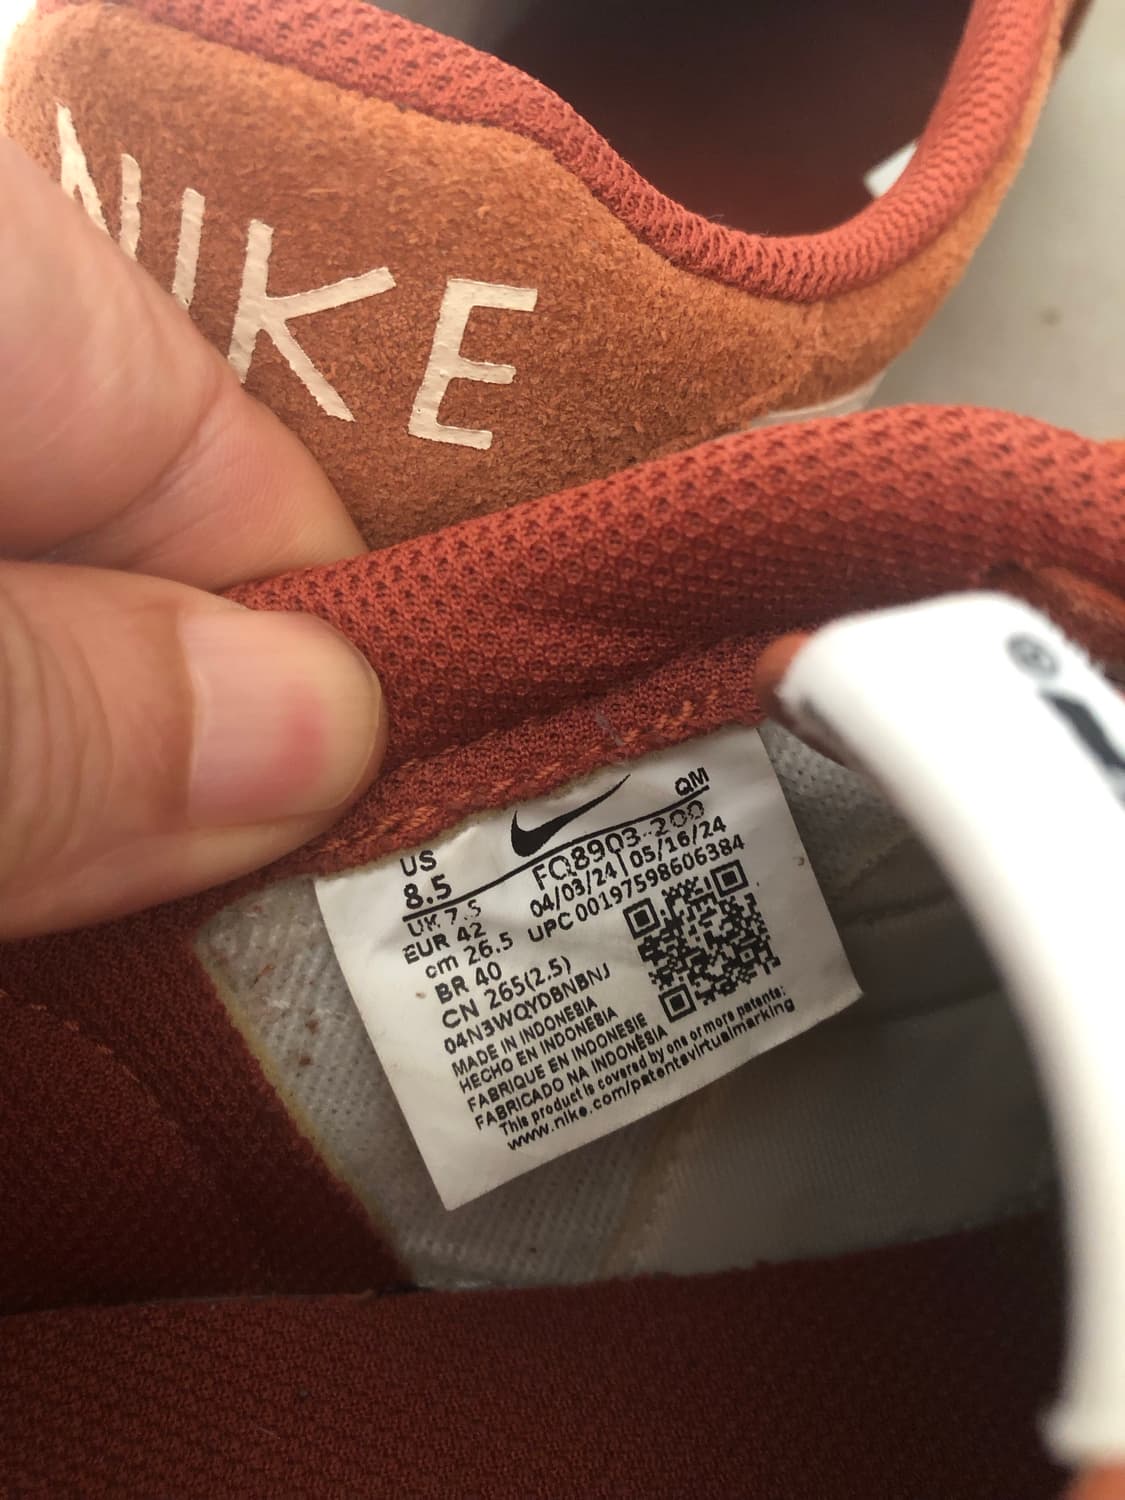 NIKE
®
QM
US
8.5
FQ8903-200
04/03/24|05/16/24
UPC 00197598606384
UK 7.5
EUR 42
cm 26.5
BR 40
CN 265(2.5)
04N3WQYDBNBNJ
MADE IN INDONESIA
HECHO EN INDONESIA
FABRIQUE EN INDONESIE
FABRICADO NA INDONÉSIA
This product is covered by one or more patents:
www.nike.com/patentsvirtualmarking